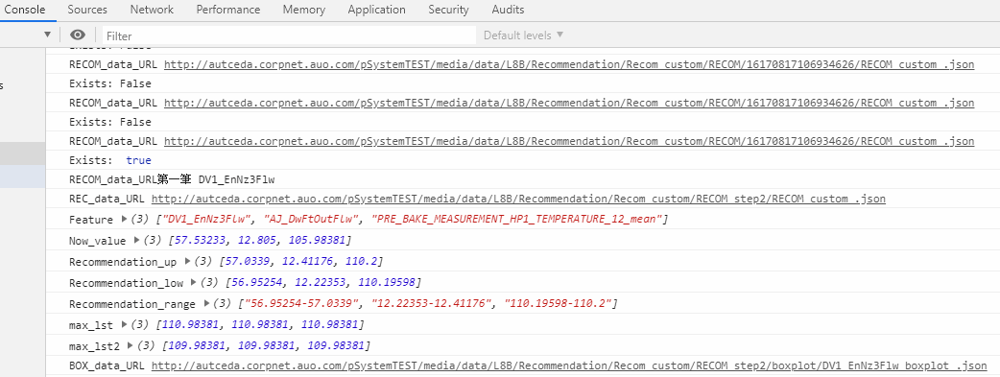 Console Sources Network Performance Memory Application Security Audits
Filter Default levels ▼
Exists: False
RECOM_data_URL http://autceda.corpnet.auo.com/pSystemTEST/media/data/L8B/Recommendation/Recom_custom/RECOM/16170817106934626/RECOM_custom_.json
Exists: False
RECOM_data_URL http://autceda.corpnet.auo.com/pSystemTEST/media/data/L8B/Recommendation/Recom_custom/RECOM/16170817106934626/RECOM_custom_.json
Exists: False
RECOM_data_URL http://autceda.corpnet.auo.com/pSystemTEST/media/data/L8B/Recommendation/Recom_custom/RECOM/16170817106934626/RECOM_custom_.json
Exists: true
RECOM_data_URL第一筆 DV1_EnNz3Flw
REC_data_URL http://autceda.corpnet.auo.com/pSystemTEST/media/data/L8B/Recommendation/Recom_custom/RECOM_step2/RECOM_custom_.json
Feature ▶(3) ["DV1_EnNz3Flw", "AJ_DwFtOutFlw", "PRE_BAKE_MEASUREMENT_HP1_TEMPERATURE_12_mean"]
Now_value ▶(3) [57.53233, 12.805, 105.98381]
Recommendation_up ▶(3) [57.0339, 12.41176, 110.2]
Recommendation_low ▶(3) [56.95254, 12.22353, 110.19598]
Recommendation_range ▶(3) ["56.95254-57.0339", "12.22353-12.41176", "110.19598-110.2"]
max_lst ▶(3) [110.98381, 110.98381, 110.98381]
max_lst2 ▶(3) [109.98381, 109.98381, 109.98381]
BOX_data_URL http://autceda.corpnet.auo.com/pSystemTEST/media/data/L8B/Recommendation/Recom_custom/RECOM_step2/boxplot/DV1_EnNz3Flw_boxplot_.json